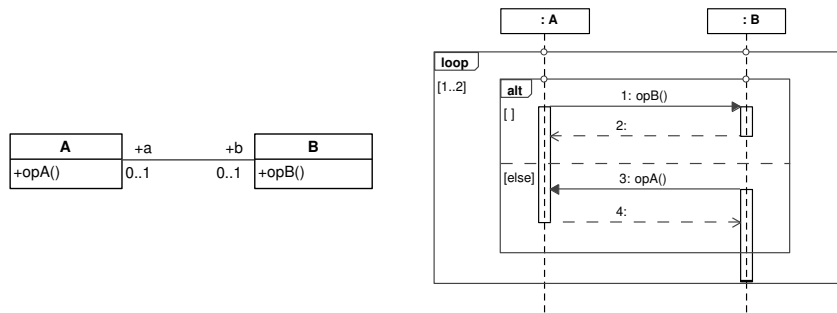 A
+opA()
+a
+b
0..1
0..1
B
+opB()
: A
: B
loop
[1..2]
alt
[ ]
1: opB()
2:
[else]
3: opA()
4: